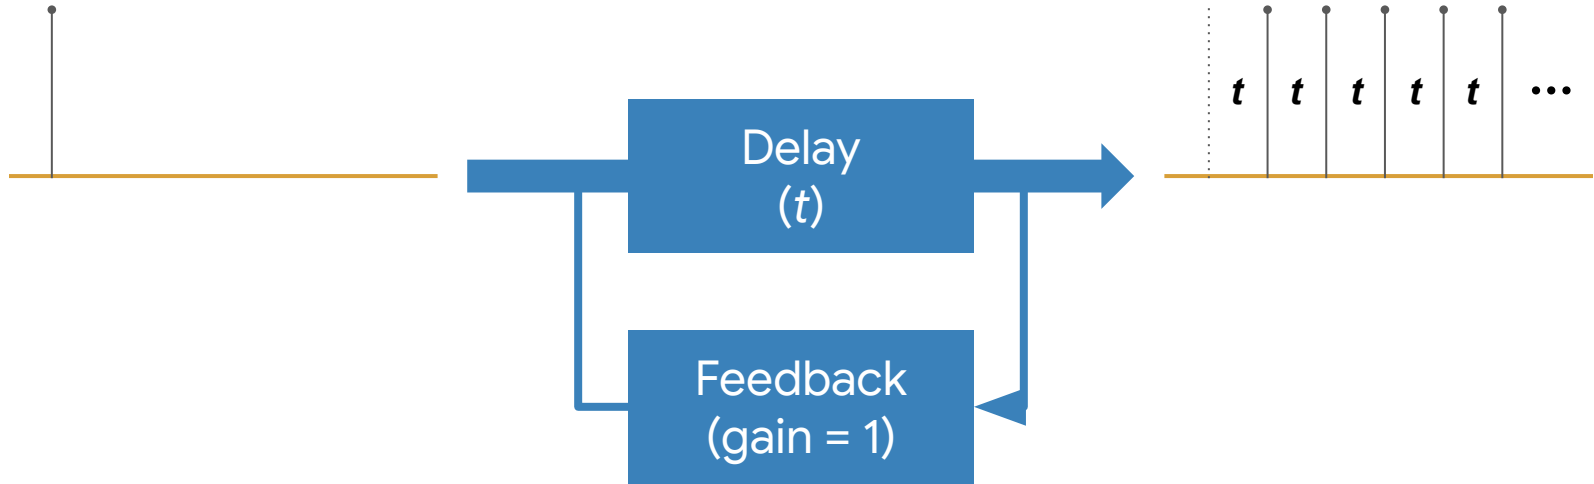 t t t t t ...
Delay
(t)
Feedback
(gain = 1)